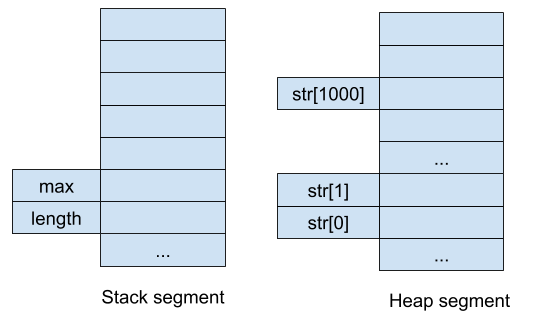 str[1000]
...
max
str[1]
length
str[0]
...
...
Stack segment
Heap segment